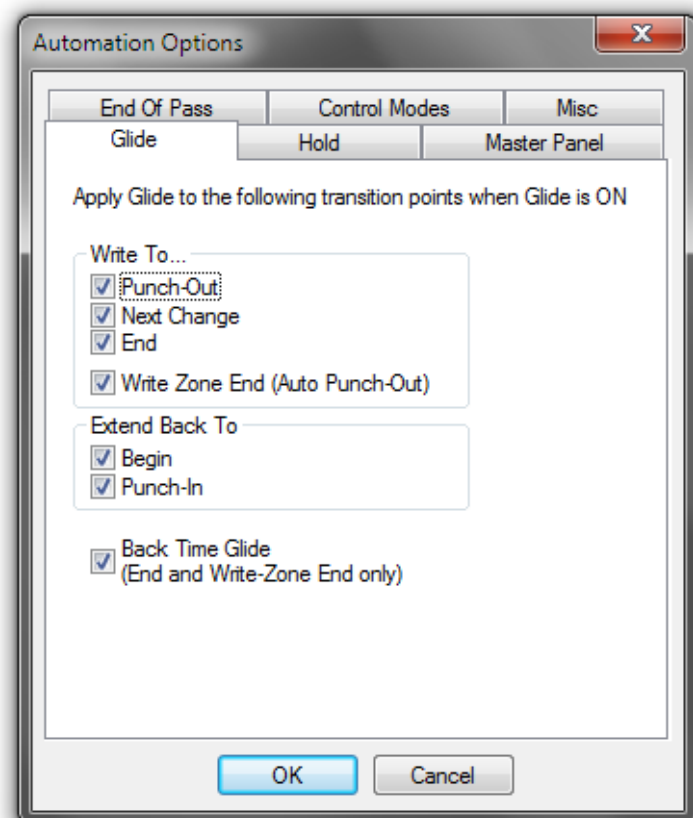 Automation Options
End Of Pass
Control Modes
Misc
Glide
Hold
Master Panel
Apply Glide to the following transition points when Glide is ON
Write To...
Punch-Out
Next Change
End
Write Zone End (Auto Punch-Out)
Extend Back To
Begin
Punch-In
Back Time Glide
(End and Write-Zone End only)
OK
Cancel